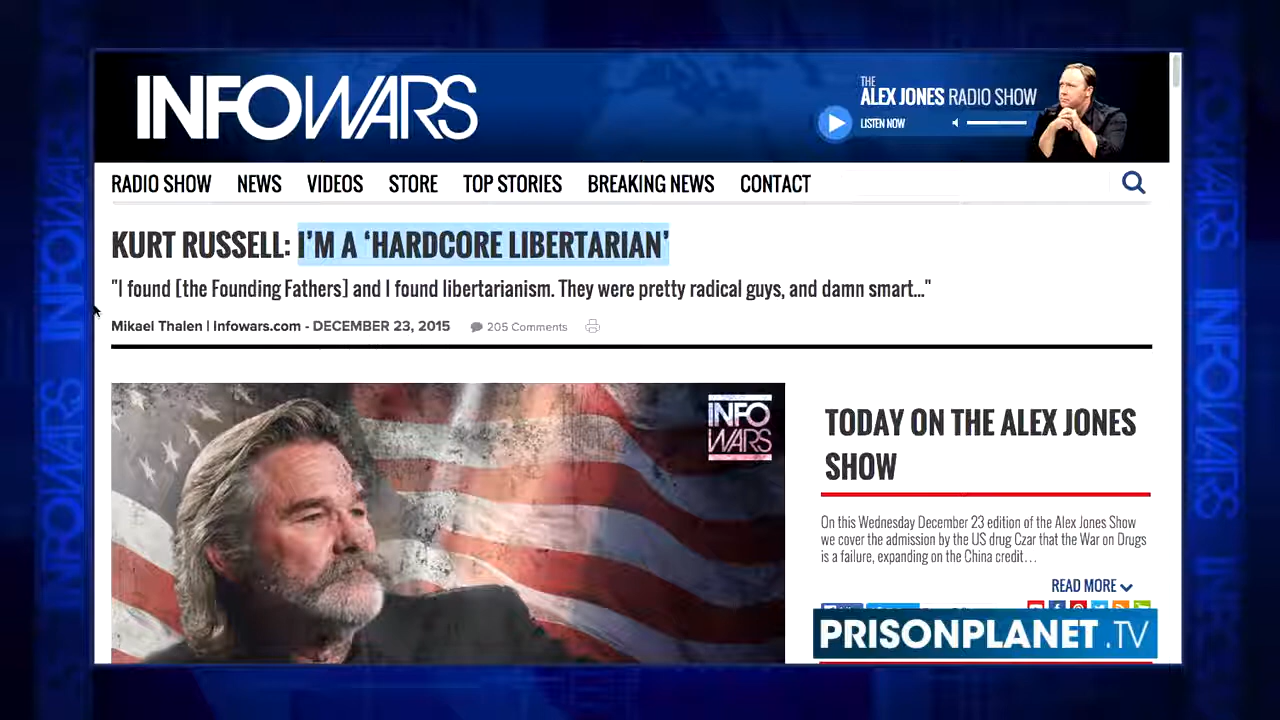 INFOWARS
THE
ALEX JONES RADIO SHOW
LISTEN NOW
RADIO SHOW NEWS VIDEOS STORE TOP STORIES BREAKING NEWS CONTACT
KURT RUSSELL: I'M A ‘HARDCORE LIBERTARIAN’
"I found [the Founding Fathers] and I found libertarianism. They were pretty radical guys, and damn smart..."
Mikael Thalen | Infowars.com - DECEMBER 23, 2015 205 Comments
INFO
WARS
TODAY ON THE ALEX JONES
SHOW
On this Wednesday December 23 edition of the Alex Jones Show
we cover the admission by the US drug Czar that the War on Drugs
is a failure, expanding on the China credit…
READ MORE
PRISONPLANET.TV
INFOWARS
INFOWARS
INFOWARS
INFOWARS